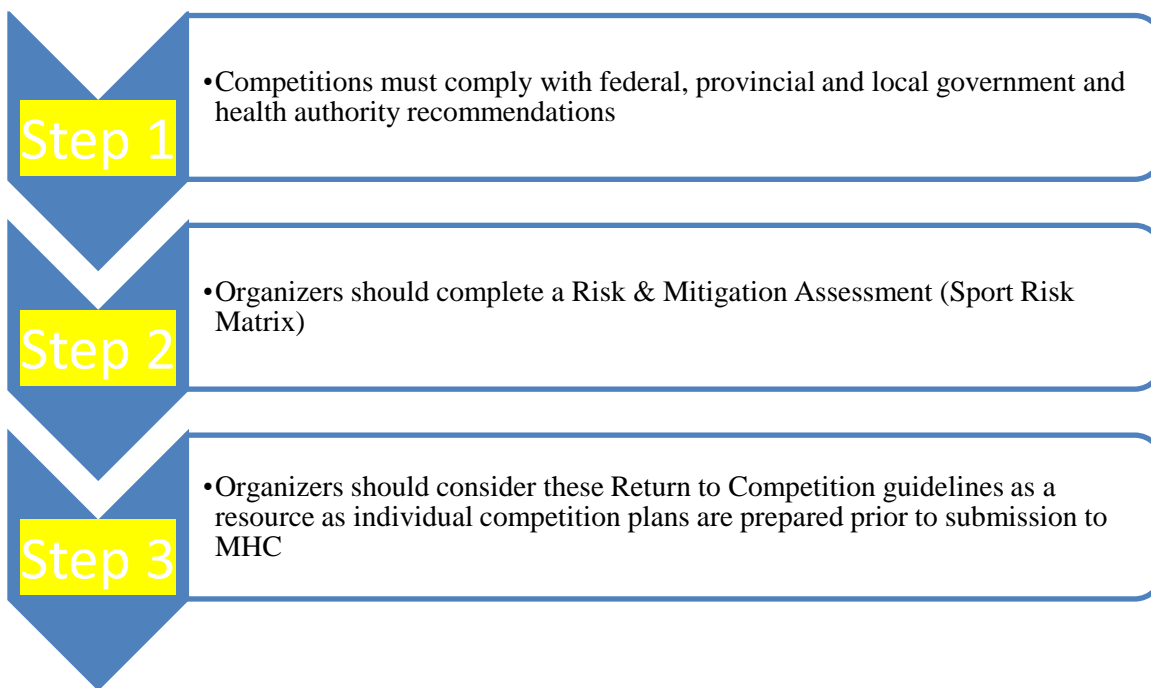 Step 1
•Competitions must comply with federal, provincial and local government and
health authority recommendations
Step 2
•Organizers should complete a Risk & Mitigation Assessment (Sport Risk
Matrix)
Step 3
•Organizers should consider these Return to Competition guidelines as a
resource as individual competition plans are prepared prior to submission to
MHC